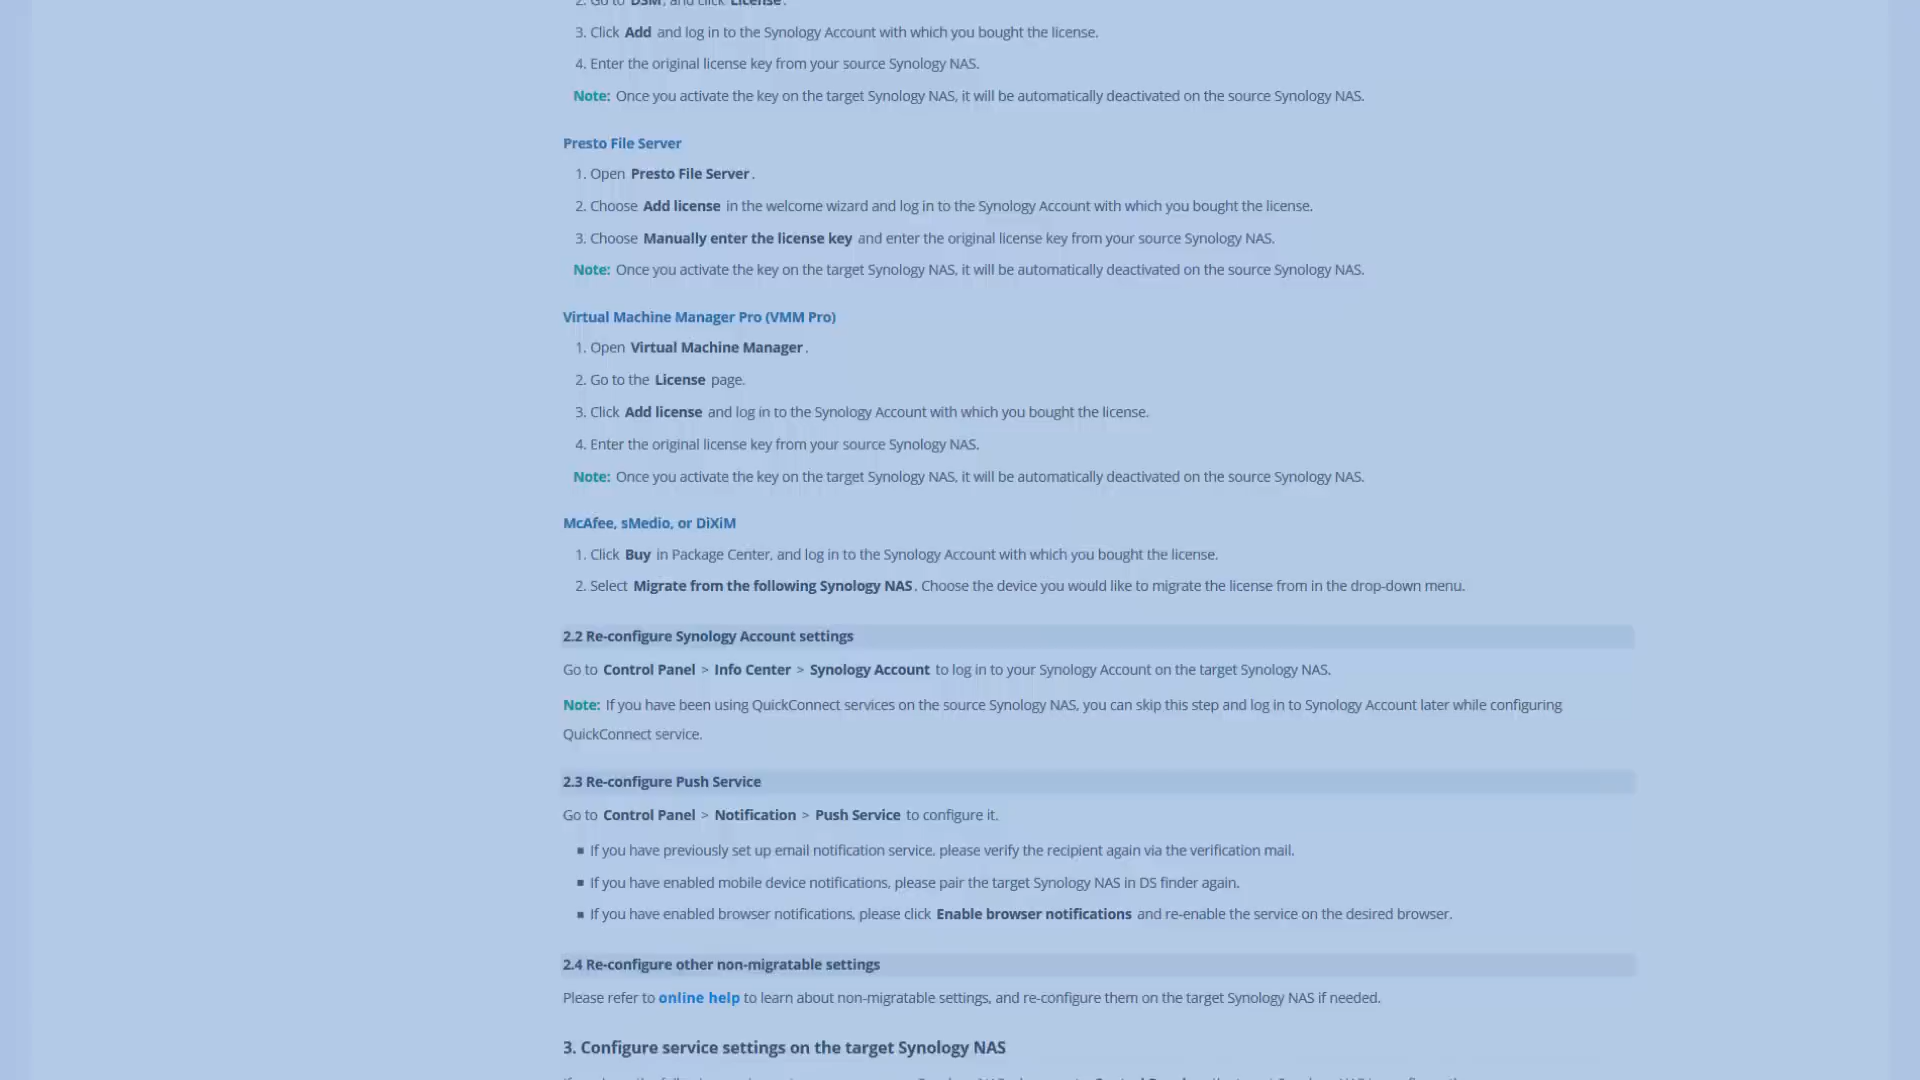 2. Go to DSM, and click License.
3. Click Add and log in to the Synology Account with which you bought the license.
4. Enter the original license key from your source Synology NAS.
Note: Once you activate the key on the target Synology NAS, it will be automatically deactivated on the source Synology NAS.
Presto File Server
1. Open Presto File Server.
2. Choose Add license in the welcome wizard and log in to the Synology Account with which you bought the license.
3. Choose Manually enter the license key and enter the original license key from your source Synology NAS.
Note: Once you activate the key on the target Synology NAS, it will be automatically deactivated on the source Synology NAS.
Virtual Machine Manager Pro (VMM Pro)
1. Open Virtual Machine Manager.
2. Go to the License page.
3. Click Add license and log in to the Synology Account with which you bought the license.
4. Enter the original license key from your source Synology NAS.
Note: Once you activate the key on the target Synology NAS, it will be automatically deactivated on the source Synology NAS.
McAfee, sMedio, or DiXiM
1. Click Buy in Package Center, and log in to the Synology Account with which you bought the license.
2. Select Migrate from the following Synology NAS. Choose the device you would like to migrate the license from in the drop-down menu.
2.2 Re-configure Synology Account settings
Go to Control Panel > Info Center > Synology Account to log in to your Synology Account on the target Synology NAS.
Note: If you have been using QuickConnect services on the source Synology NAS, you can skip this step and log in to Synology Account later while configuring
QuickConnect service.
2.3 Re-configure Push Service
Go to Control Panel > Notification > Push Service to configure it.
▪ If you have previously set up email notification service, please verify the recipient again via the verification mail.
▪ If you have enabled mobile device notifications, please pair the target Synology NAS in DS finder again.
▪ If you have enabled browser notifications, please click Enable browser notifications and re-enable the service on the desired browser.
2.4 Re-configure other non-migratable settings
Please refer to online help to learn about non-migratable settings, and re-configure them on the target Synology NAS if needed.
3. Configure service settings on the target Synology NAS